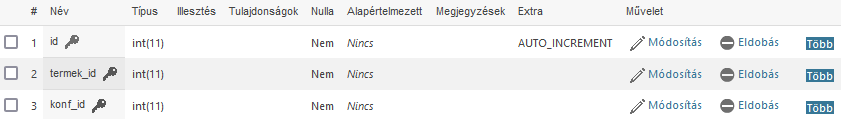 # Név Típus Illesztés Tulajdonságok Nulla Alapértelmezett Megjegyzések Extra Művelet
1 id int(11) Nem Nincs AUTO_INCREMENT Módosítás Eldobás Több
2 termek_id int(11) Nem Nincs Módosítás Eldobás Több
3 konf_id int(11) Nem Nincs Módosítás Eldobás Több